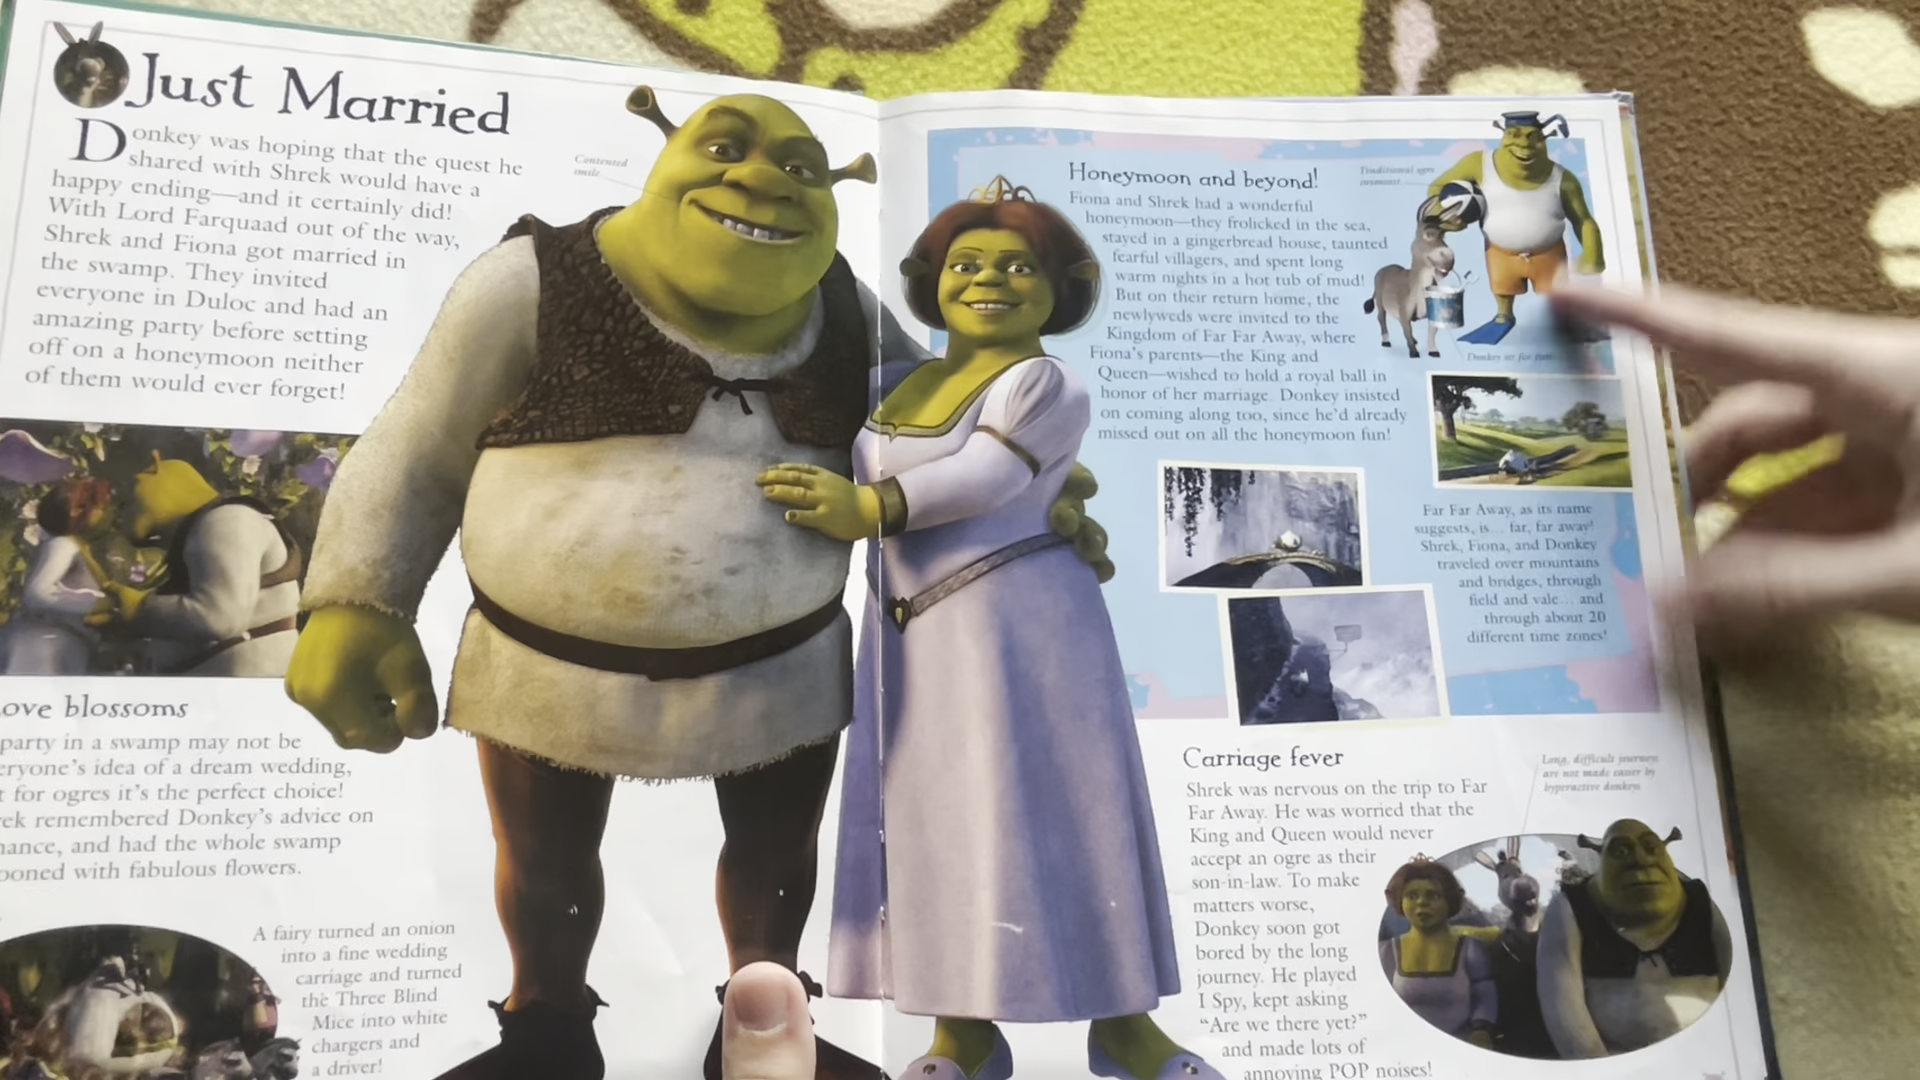 Just Married
Donkey was hoping that the quest he
shared with Shrek would have a
happy ending—and it certainly did!
With Lord Farquaad out of the way,
Shrek and Fiona got married in
the swamp. They invited
everyone in Duloc and had an
amazing party before setting
off on a honeymoon neither
of them would ever forget!
Contented
smile
ove blossoms
party in a swamp may not be
eryone's idea of a dream wedding,
t for ogres it's the perfect choice!
ek remembered Donkey's advice on
mance, and had the whole swamp
ooned with fabulous flowers.
A fairy turned an onion
into a fine wedding
carriage and turned
the Three Blind
Mice into white
chargers and
a driver!
Honeymoon and beyond!
Fiona and Shrek had a wonderful
honeymoon—they frolicked in the sea,
stayed in a gingerbread house, taunted
fearful villagers, and spent long
warm nights in a hot tub of mud!
But on their return home, the
newlyweds were invited to the
Kingdom of Far Far Away, where
Fiona's parents—the King and
Queen—wished to hold a royal ball in
honor of her marriage. Donkey insisted
on coming along too, since he'd already
missed out on all the honeymoon fun!
Traditional ogre
Donkey
Far Far Away, as its name
suggests, is... far, far away!
Shrek, Fiona, and Donkey
traveled over mountains
and bridges, through
field and vale... and
through about 20
different time zones!
Carriage fever
Shrek was nervous on the trip to Far
Far Away. He was worried that the
King and Queen would never
accept an ogre as their
son-in-law. To make
matters worse,
Donkey soon got
bored by the long
journey. He played
I Spy, kept asking
"Are we there yet?"
and made lots of
annoying POP noises!
Long, difficult journeys
are not made easier by
hyperactive donkeys